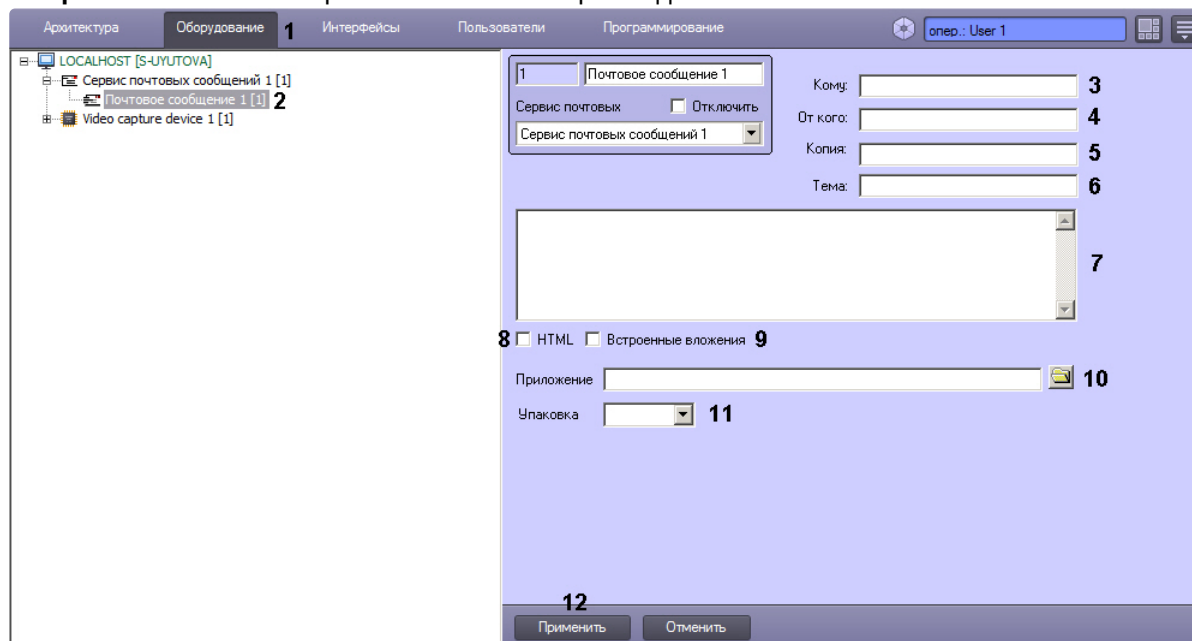 Архитектура Оборудование 1 Интерфейсы Пользователи Программирование опер.: User 1
LOCALHOST [S-UYUTOVA]
Сервис почтовых сообщений 1 [1]
Почтовое сообщение 1 [1] 2
Video capture device 1 [1]
1 Почтовое сообщение 1
Сервис почтовых Отключить
Сервис почтовых сообщений 1
Кому: 3
От кого: 4
Копия: 5
Тема: 6
7
8 HTML Встроенные вложения 9
Приложение 10
Упаковка 11
12
Применить Отменить